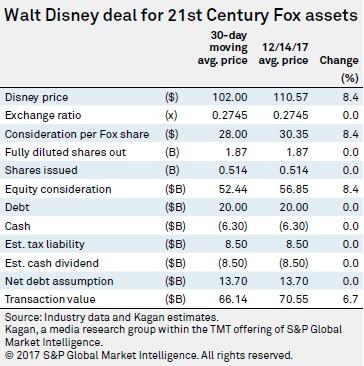 Walt Disney deal for 21st Century Fox assets
30-day moving avg. price 12/14/17 avg. price Change (%)
Disney price ($) 102.00 110.57 8.4
Exchange ratio (x) 0.2745 0.2745 0.0
Consideration per Fox share ($) 28.00 30.35 8.4
Fully diluted shares out (B) 1.87 1.87 0.0
Shares issued (B) 0.514 0.514 0.0
Equity consideration ($B) 52.44 56.85 8.4
Debt ($B) 20.00 20.00 0.0
Cash ($B) (6.30) (6.30) 0.0
Est. tax liability ($B) 8.50 8.50 0.0
Est. cash dividend ($B) (8.50) (8.50) 0.0
Net debt assumption ($B) 13.70 13.70 0.0
Transaction value ($B) 66.14 70.55 6.7
Source: Industry data and Kagan estimates.
Kagan, a media research group within the TMT offering of S&P Global
Market Intelligence.
© 2017 S&P Global Market Intelligence. All rights reserved.